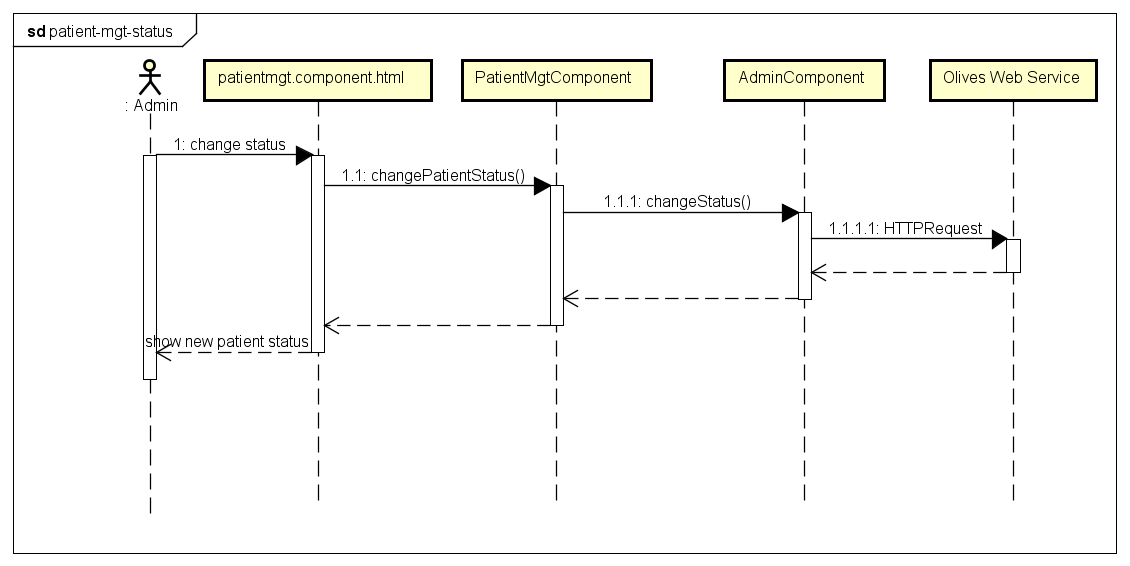 sd patient-mgt-status
patientmgt.component.html
PatientMgtComponent
AdminComponent
Olives Web Service
: Admin
1: change status
1.1: changePatientStatus()
1.1.1: changeStatus()
1.1.1.1: HTTPRequest
show new patient status